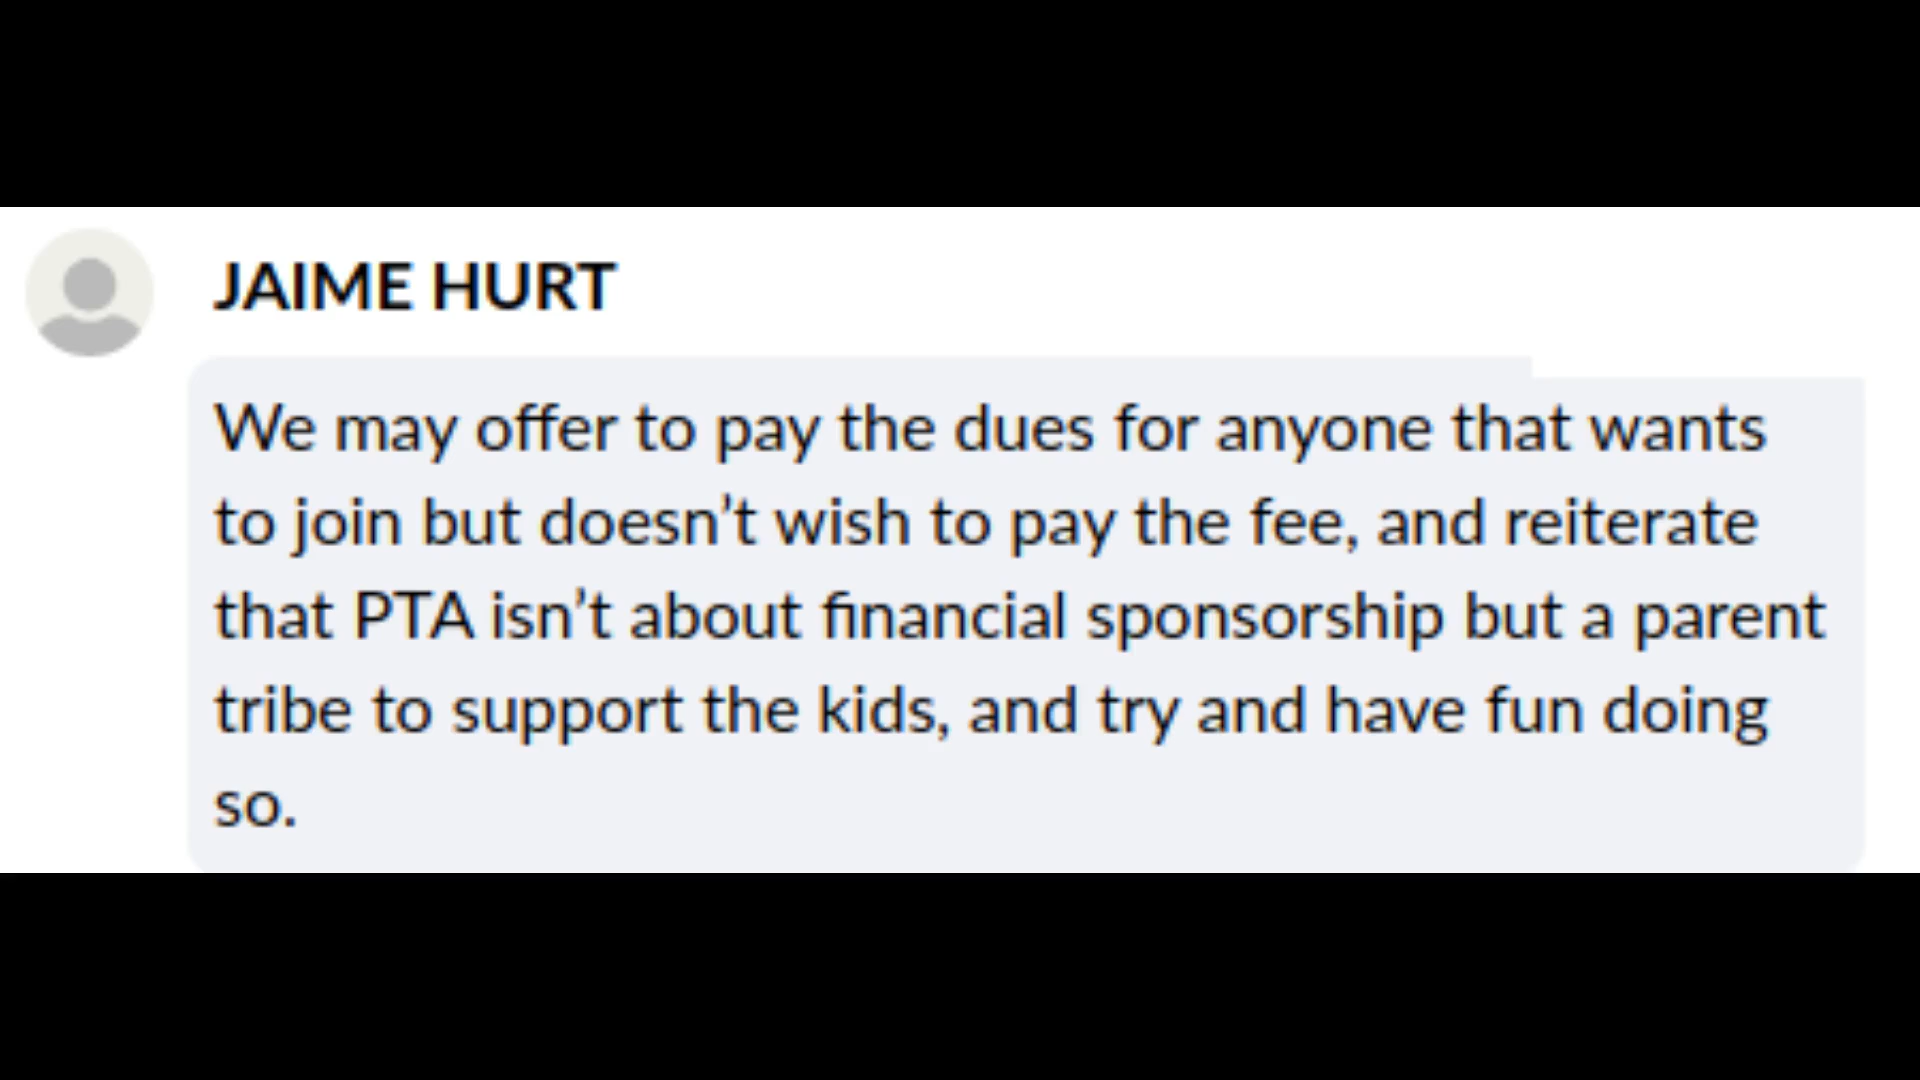 JAIME HURT
We may offer to pay the dues for anyone that wants
to join but doesn’t wish to pay the fee, and reiterate
that PTA isn’t about financial sponsorship but a parent
tribe to support the kids, and try and have fun doing
so.